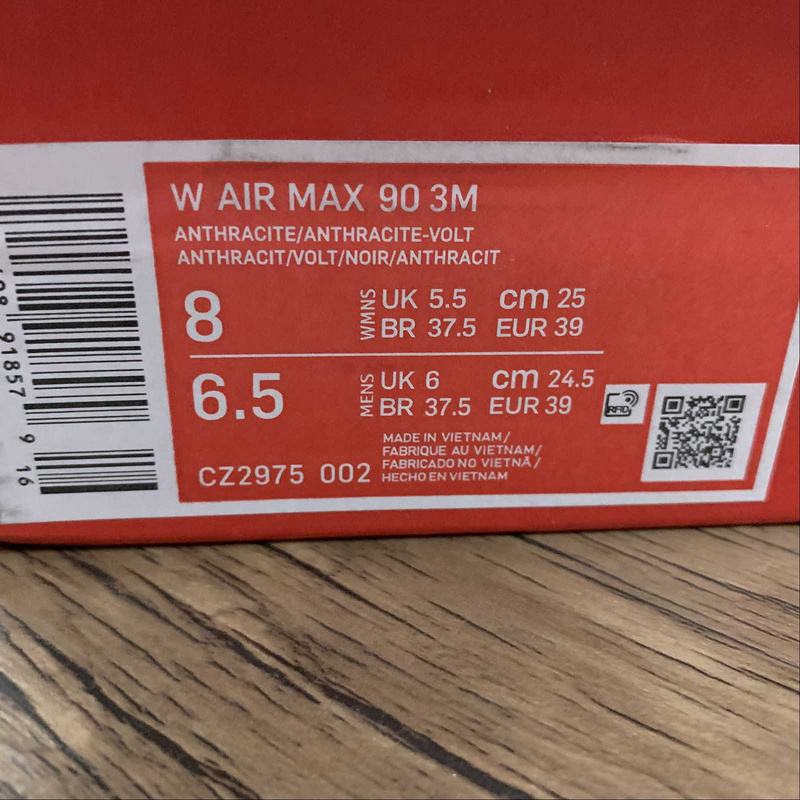 W AIR MAX 90 3M
ANTHRACITE/ANTHRACITE-VOLT
ANTHRACIT/VOLT/NOIR/ANTHRACIT
8 WMNS UK 5.5 cm 25
BR 37.5 EUR 39
6.5 MENS UK 6 cm 24.5
BR 37.5 EUR 39
RFID
MADE IN VIETNAM/
FABRIQUE AU VIETNAM/
FABRICADO NO VIETNÃ/
HECHO EN VIETNAM
CZ2975 002
91857 9 16